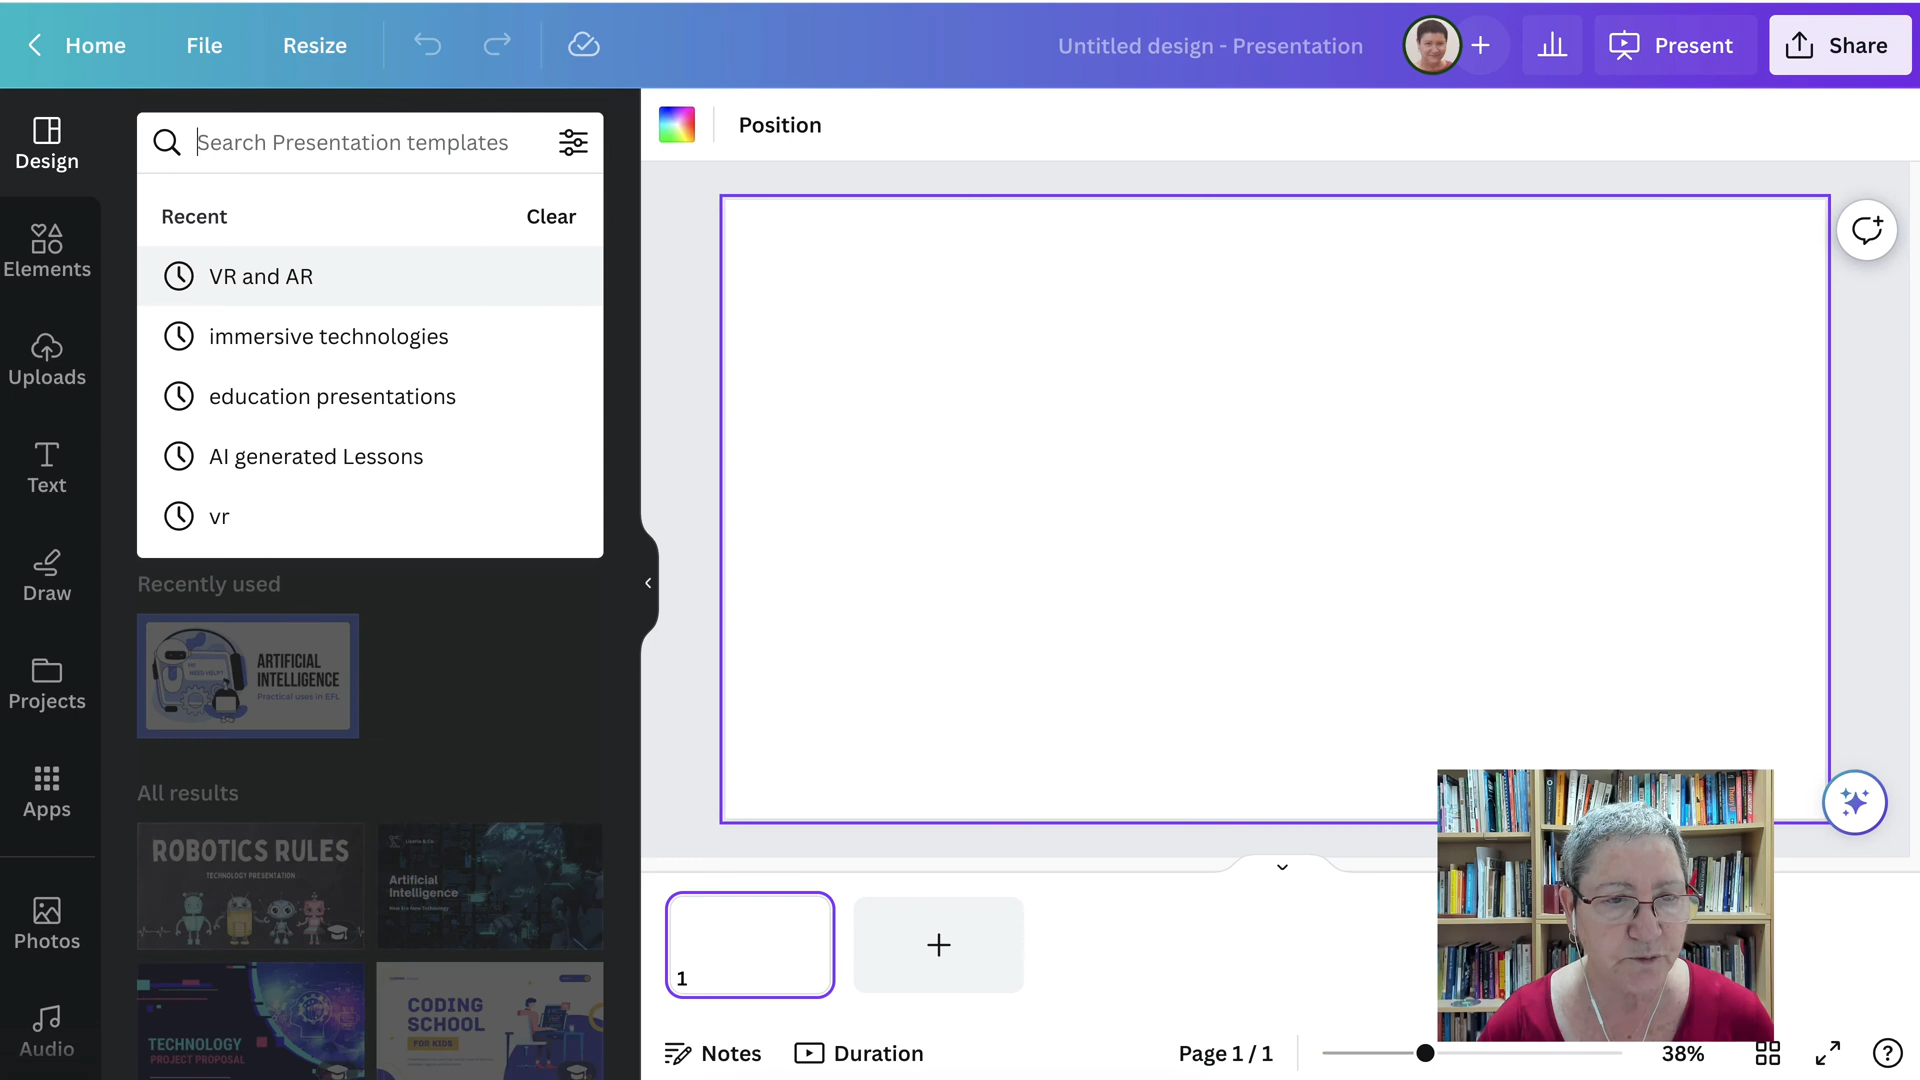 Home
File
Resize
Untitled design - Presentation
Present
Share
Design
Elements
Uploads
Text
Draw
Projects
Apps
Photos
Audio
Search Presentation templates
Recent
Clear
VR and AR
immersive technologies
education presentations
AI generated Lessons
vr
Recently used
NEED HELP?
ARTIFICIAL
INTELLIGENCE
Practical uses in EFL
All results
ROBOTICS RULES
TECHNOLOGY PRESENTATION
Artificial
Intelligence
TECHNOLOGY
PROJECT PROPOSAL
CODING
SCHOOL
FOR KIDS
Position
1
Notes
Duration
Page 1 / 1
38%